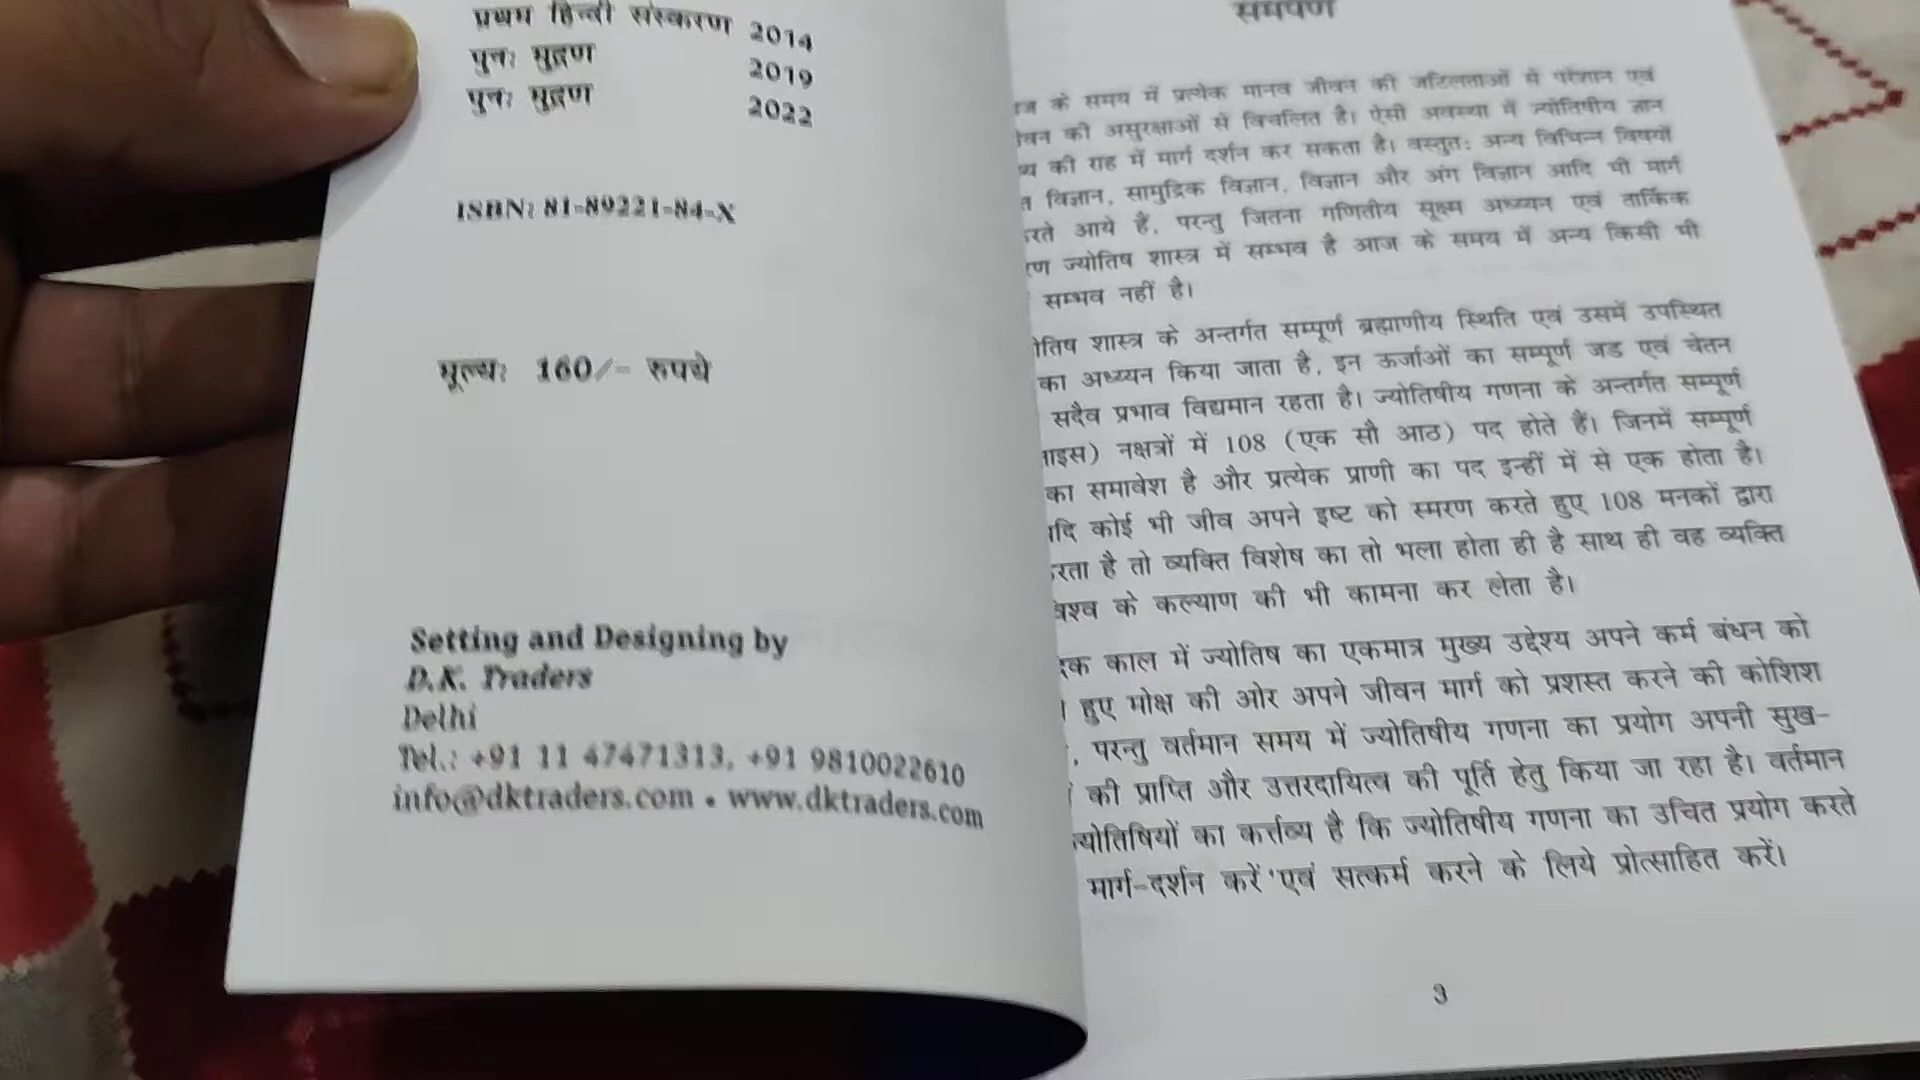 प्रथम हिन्दी संस्करण 2014
पुनः मुद्रण 2019
पुनः मुद्रण 2022
ISBN: 81-89221-84-X
मूल्यः 160/- रुपये
Setting and Designing by
D.K. Traders
Delhi
Tel.: +91 11 47471313, +91 9810022610
info@dktraders.com • www.dktraders.com
समर्पण
के समय में प्रत्येक मानव जीवन की जटिलताओं से परेशान एवं
की असुरक्षाओं से विचलित है। ऐसी अवस्था में ज्योतिषीय ज्ञान
की राह में मार्ग दर्शन कर सकता है। वस्तुतः अन्य विभिन्न विषयों
विज्ञान, सामुद्रिक विज्ञान, विज्ञान और अंग विज्ञान आदि भी मार्ग
रते आये हैं, परन्तु जितना गणितीय सूक्ष्म अध्ययन एवं तार्किक
ज्योतिष शास्त्र में सम्भव है आज के समय में अन्य किसी भी
सम्भव नहीं है।
तिष शास्त्र के अन्तर्गत सम्पूर्ण ब्रह्माणीय स्थिति एवं उसमें उपस्थित
का अध्ययन किया जाता है, इन ऊर्जाओं का सम्पूर्ण जड एवं चेतन
सदैव प्रभाव विद्यमान रहता है। ज्योतिषीय गणना के अन्तर्गत सम्पूर्ण
ाइस) नक्षत्रों में 108 (एक सौ आठ) पद होते हैं। जिनमें सम्पूर्ण
का समावेश है और प्रत्येक प्राणी का पद इन्हीं में से एक होता है।
दि कोई भी जीव अपने इष्ट को स्मरण करते हुए 108 मनकों द्वारा
रता है तो व्यक्ति विशेष का तो भला होता ही है साथ ही वह व्यक्ति
विश्व के कल्याण की भी कामना कर लेता है।
दिक काल में ज्योतिष का एकमात्र मुख्य उद्देश्य अपने कर्म बंधन को
हुए मोक्ष की ओर अपने जीवन मार्ग को प्रशस्त करने की कोशिश
, परन्तु वर्तमान समय में ज्योतिषीय गणना का प्रयोग अपनी सुख-
की प्राप्ति और उत्तरदायित्व की पूर्ति हेतु किया जा रहा है। वर्तमान
ज्योतिषियों का कर्त्तव्य है कि ज्योतिषीय गणना का उचित प्रयोग करते
मार्ग-दर्शन करें एवं सत्कर्म करने के लिये प्रोत्साहित करें।
3